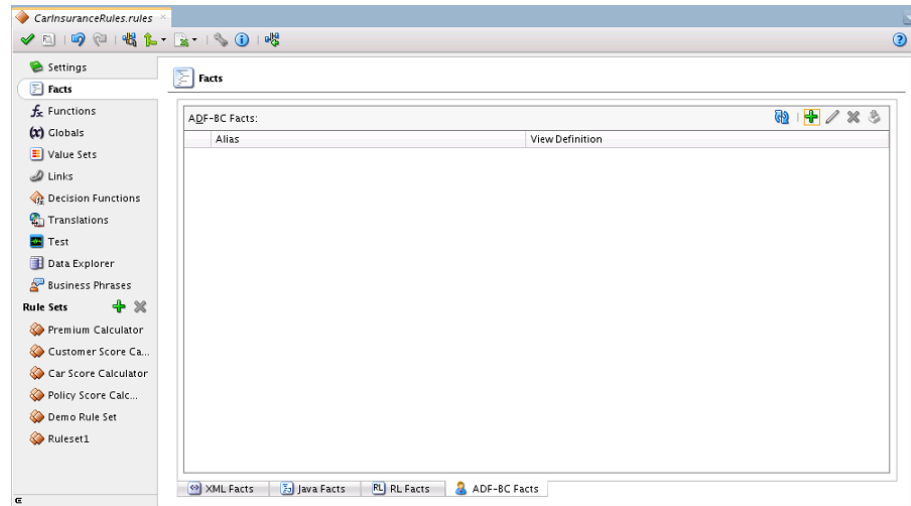 CarInsuranceRules.rules
Settings
Facts
Functions
Globals
Value Sets
Links
Decision Functions
Translations
Test
Data Explorer
Business Phrases
Rule Sets
Premium Calculator
Customer Score Ca...
Car Score Calculator
Policy Score Calc...
Demo Rule Set
Ruleset1
Facts
ADF-BC Facts:
Alias View Definition
XML Facts Java Facts RL RL Facts ADF-BC Facts